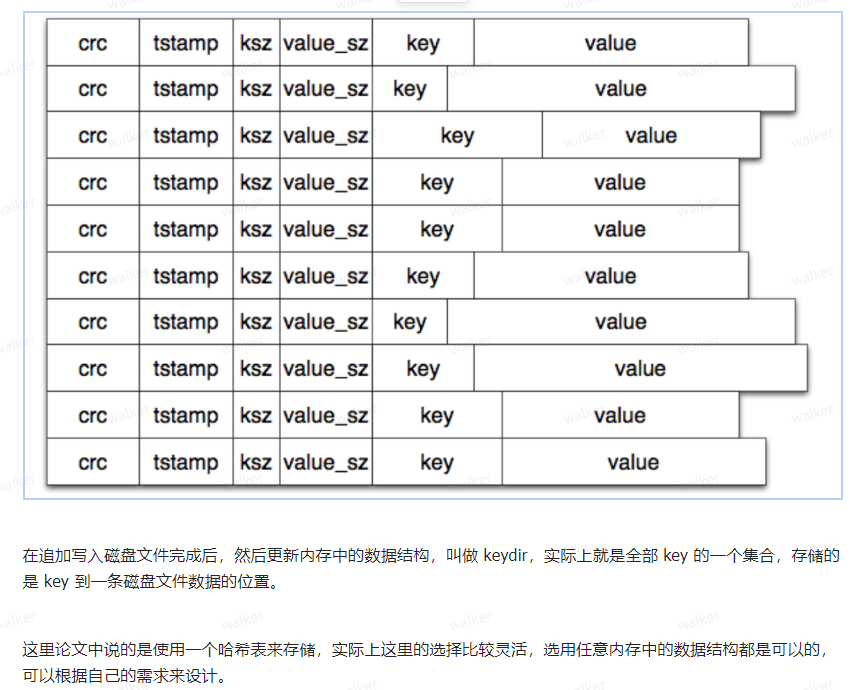 crc tstamp ksz value_sz key value
crc tstamp ksz value_sz key value
crc tstamp ksz value_sz key value
crc tstamp ksz value_sz key value
crc tstamp ksz value_sz key value
crc tstamp ksz value_sz key value
crc tstamp ksz value_sz key value
crc tstamp ksz value_sz key value
crc tstamp ksz value_sz key value
crc tstamp ksz value_sz key value
在追加写入磁盘文件完成后，然后更新内存中的数据结构，叫做 keydir，实际上就是全部 key 的一个集合，存储的
是 key 到一条磁盘文件数据的位置。
这里论文中说的是使用一个哈希表来存储，实际上这里的选择比较灵活，选用任意内存中的数据结构都是可以的，
可以根据自己的需求来设计。
walker